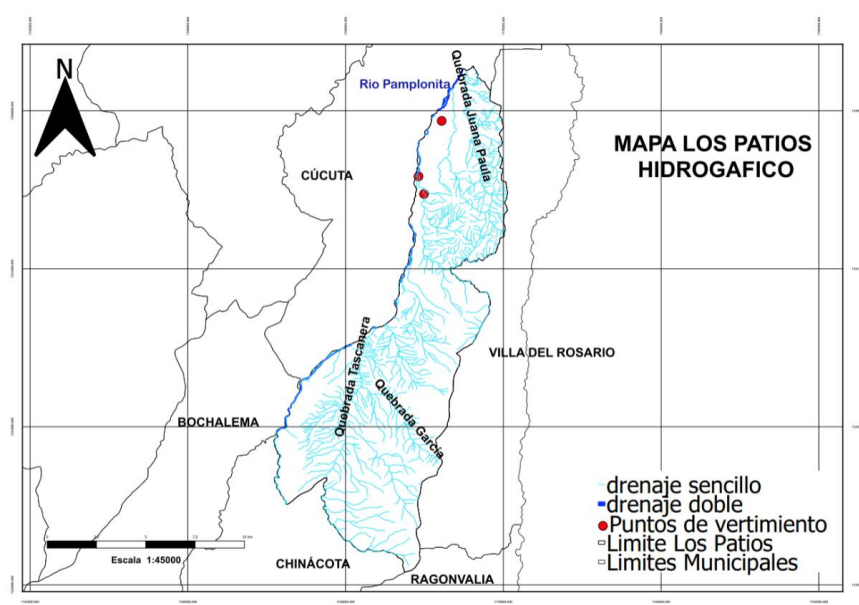 N
Rio Pamplonita
Quebrada Juana Paula
MAPA LOS PATIOS
HIDROGAFICO
CÚCUTA
VILLA DEL ROSARIO
Quebrada Tascanera
Quebrada García
BOCHALEMA
drenaje sencillo
drenaje doble
Puntos de vertimiento
Limite Los Patios
Limites Municipales
Escala 1:45000
CHINÁCOTA
RAGONVALIA